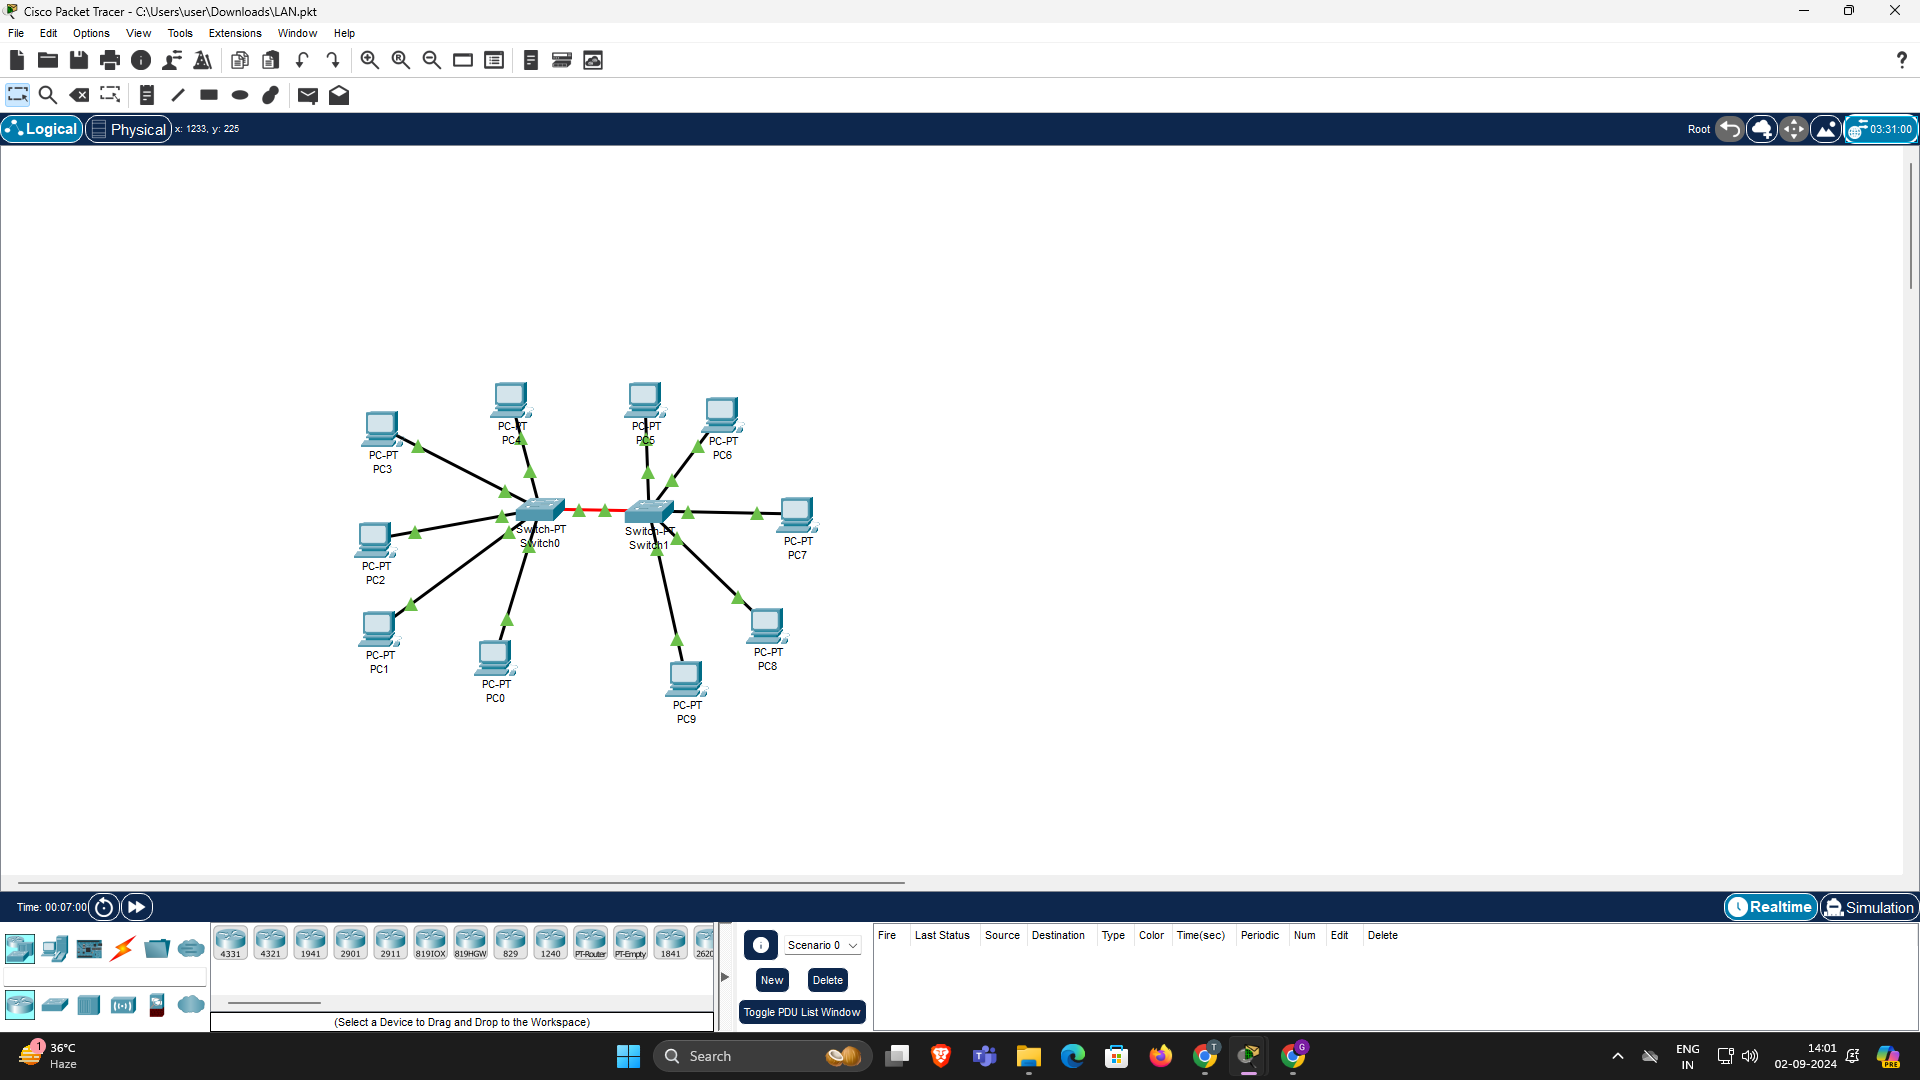 Cisco Packet Tracer - C:\Users\user\Downloads\LAN.pkt
File Edit Options View Tools Extensions Window Help
Logical Physical x: 1233, y: 225 Root 03:31:00
PC-PT
PC4
PC-PT
PC5
PC-PT
PC6
PC-PT
PC3
Switch-PT
Switch0
Switch-PT
Switch1
PC-PT
PC7
PC-PT
PC2
PC-PT
PC1
PC-PT
PC8
PC-PT
PC0
PC-PT
PC9
Time: 00:07:00 Realtime Simulation
4331 4321 1941 2901 2911 819IOX 819HGW 829 1240 PT-Router PT-Empty 1841 2620
(Select a Device to Drag and Drop to the Workspace)
Scenario 0
New Delete
Toggle PDU List Window
Fire Last Status Source Destination Type Color Time(sec) Periodic Num Edit Delete
1
36°C
Haze
Search
T
G
ENG
IN
14:01
02-09-2024
PRE